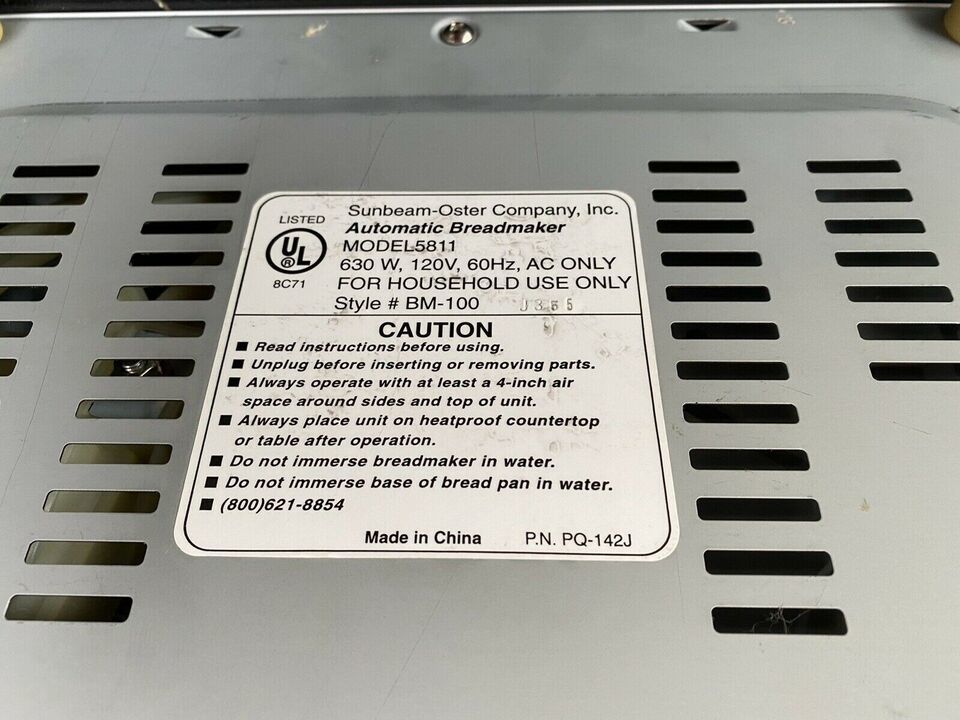 LISTED
UL
®
8C71
Sunbeam-Oster Company, Inc.
Automatic Breadmaker
MODEL5811
630 W, 120V, 60Hz, AC ONLY
FOR HOUSEHOLD USE ONLY
Style # BM-100
CAUTION
■ Read instructions before using.
■ Unplug before inserting or removing parts.
■ Always operate with at least a 4-inch air
space around sides and top of unit.
■ Always place unit on heatproof countertop
or table after operation.
■ Do not immerse breadmaker in water.
■ Do not immerse base of bread pan in water.
■ (800)621-8854
Made in China P.N. PQ-142J